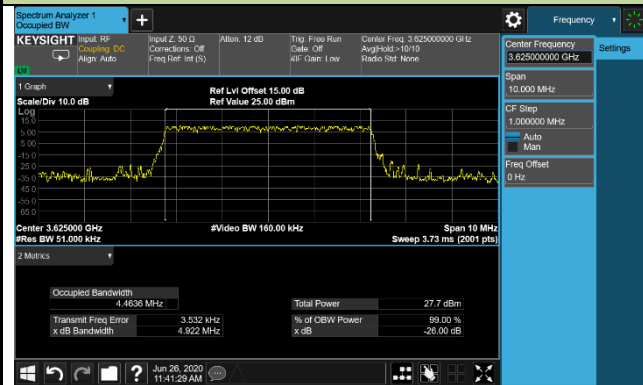 Spectrum Analyzer 1
Occupied BW
Frequency
KEYSIGHT
Input: RF
Coupling: DC
Align: Auto
Input Z: 50 Ω
Corrections: Off
Freq Ref: Int (S)
Atten: 12 dB
Trig: Free Run
Gate: Off
#IF Gain: Low
Center Freq: 3.625000000 GHz
Avg|Hold:>10/10
Radio Std: None
Center Frequency
3.625000000 GHz
Settings
Span
10.000 MHz
CF Step
1.000000 MHz
Auto
Man
Freq Offset
0 Hz
1 Graph
Scale/Div 10.0 dB
Ref Lvl Offset 15.00 dB
Ref Value 25.00 dBm
Log
15.0
5.00
-5.00
-15.0
-25.0
-35.0
-45.0
-55.0
-65.0
Center 3.625000 GHz
#Res BW 51.000 kHz
#Video BW 160.00 kHz
Span 10 MHz
Sweep 3.73 ms (2001 pts)
2 Metrics
Occupied Bandwidth
4.4636 MHz
Total Power 27.7 dBm
Transmit Freq Error 3.532 kHz
% of OBW Power 99.00 %
x dB Bandwidth 4.922 MHz
x dB -26.00 dB
Jun 26, 2020
11:41:29 AM